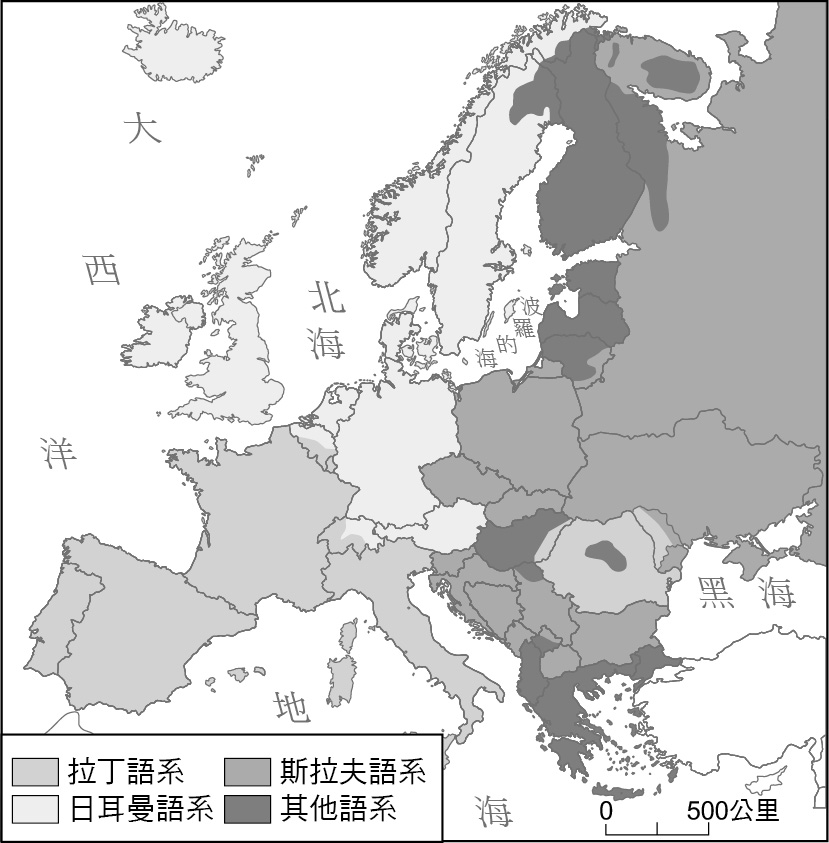 大
西
洋
北
海
波
羅
的
海
黑海
地
海
拉丁語系
日耳曼語系
斯拉夫語系
其他語系
0 500公里